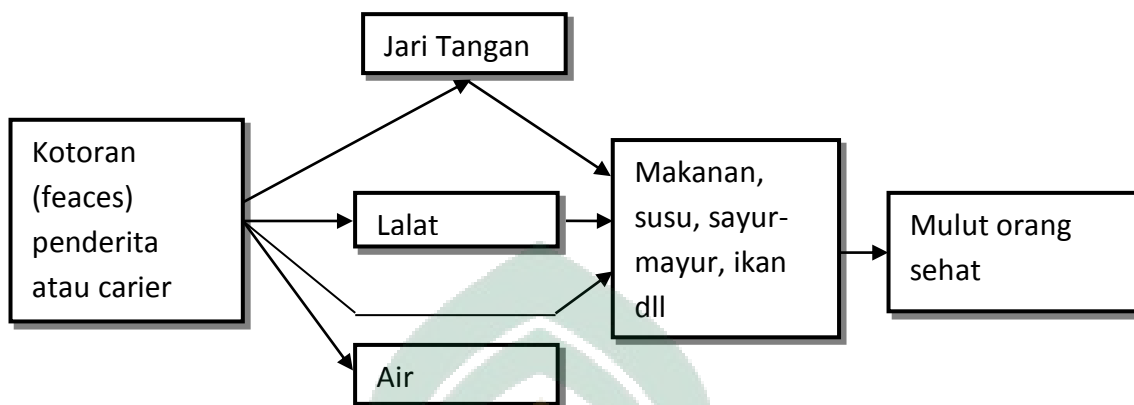 Jari Tangan
Kotoran
(feaces)
penderita
atau carier
Lalat
Air
Makanan,
susu, sayur-
mayur, ikan
dll
Mulut orang
sehat